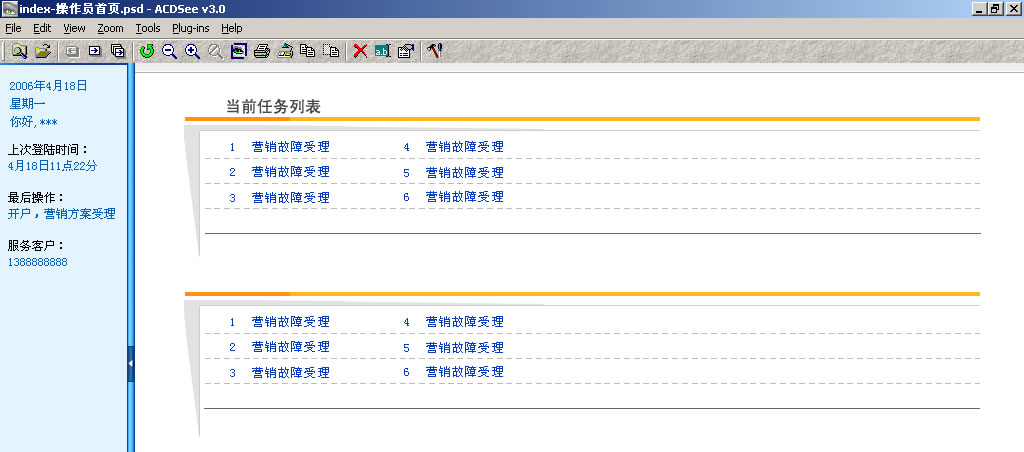 index-操作员首页.psd - ACDSee v3.0
File Edit View Zoom Tools Plug-ins Help
2006年4月18日
星期一
你好,***
上次登陆时间：
4月18日11点22分
最后操作：
开户，营销方案受理
服务客户：
1388888888
当前任务列表
1 营销故障受理 4 营销故障受理
2 营销故障受理 5 营销故障受理
3 营销故障受理 6 营销故障受理
1 营销故障受理 4 营销故障受理
2 营销故障受理 5 营销故障受理
3 营销故障受理 6 营销故障受理